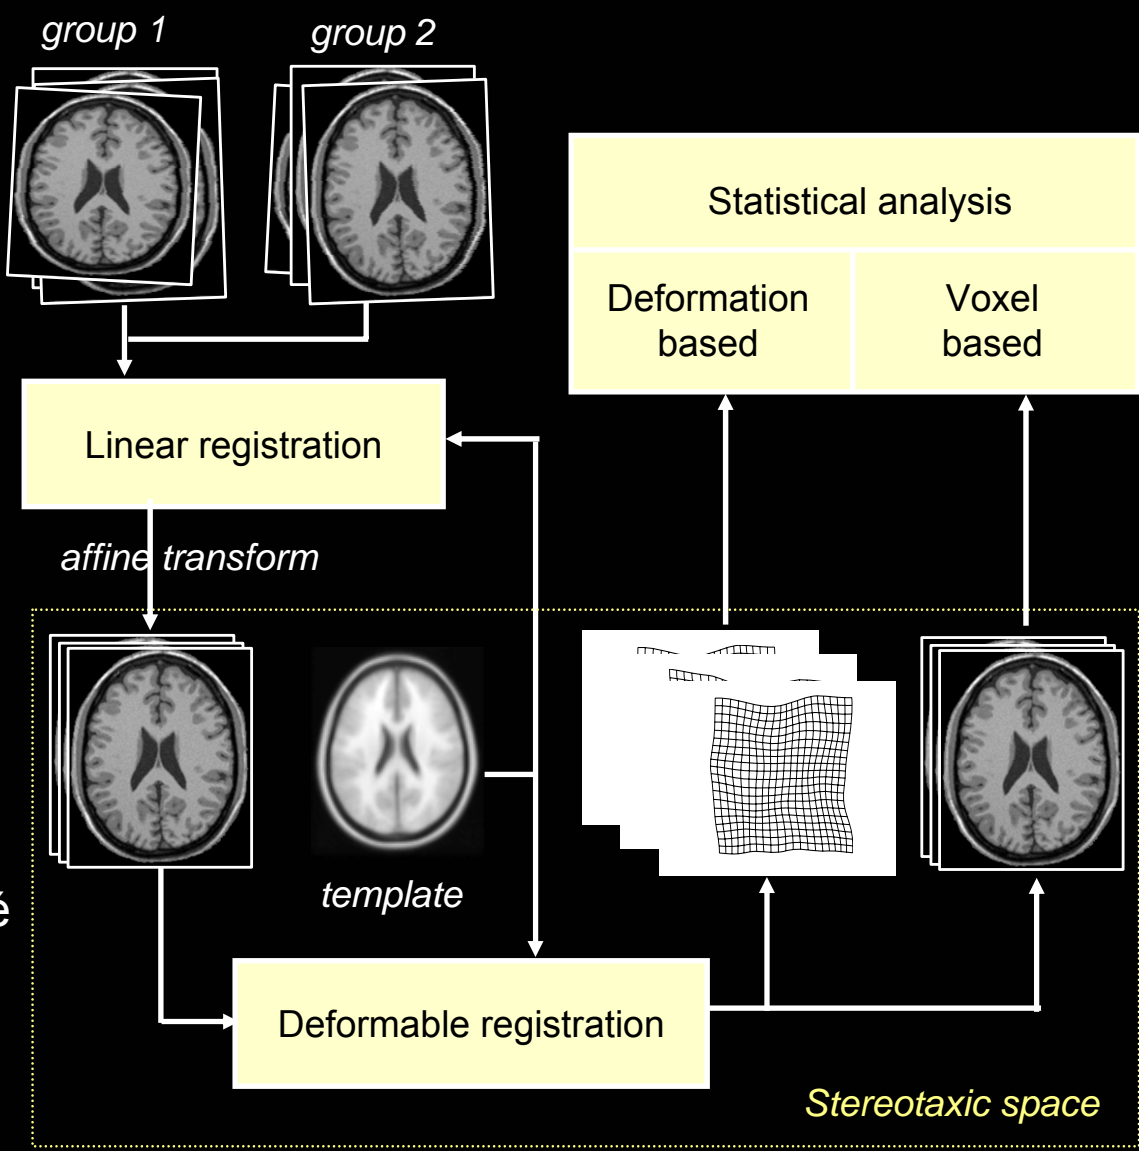 group 1
group 2
Statistical analysis
Deformation
based
Voxel
based
Linear registration
affine transform
template
é
Deformable registration
Stereotaxic space